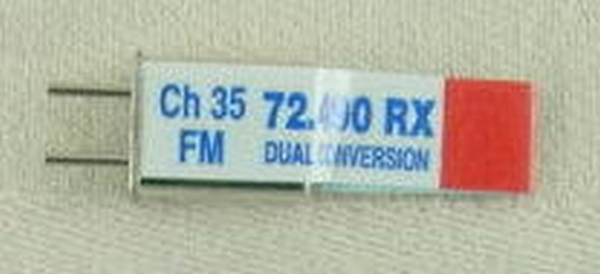 Ch 35 72.490 RX
FM DUAL CONVERSION